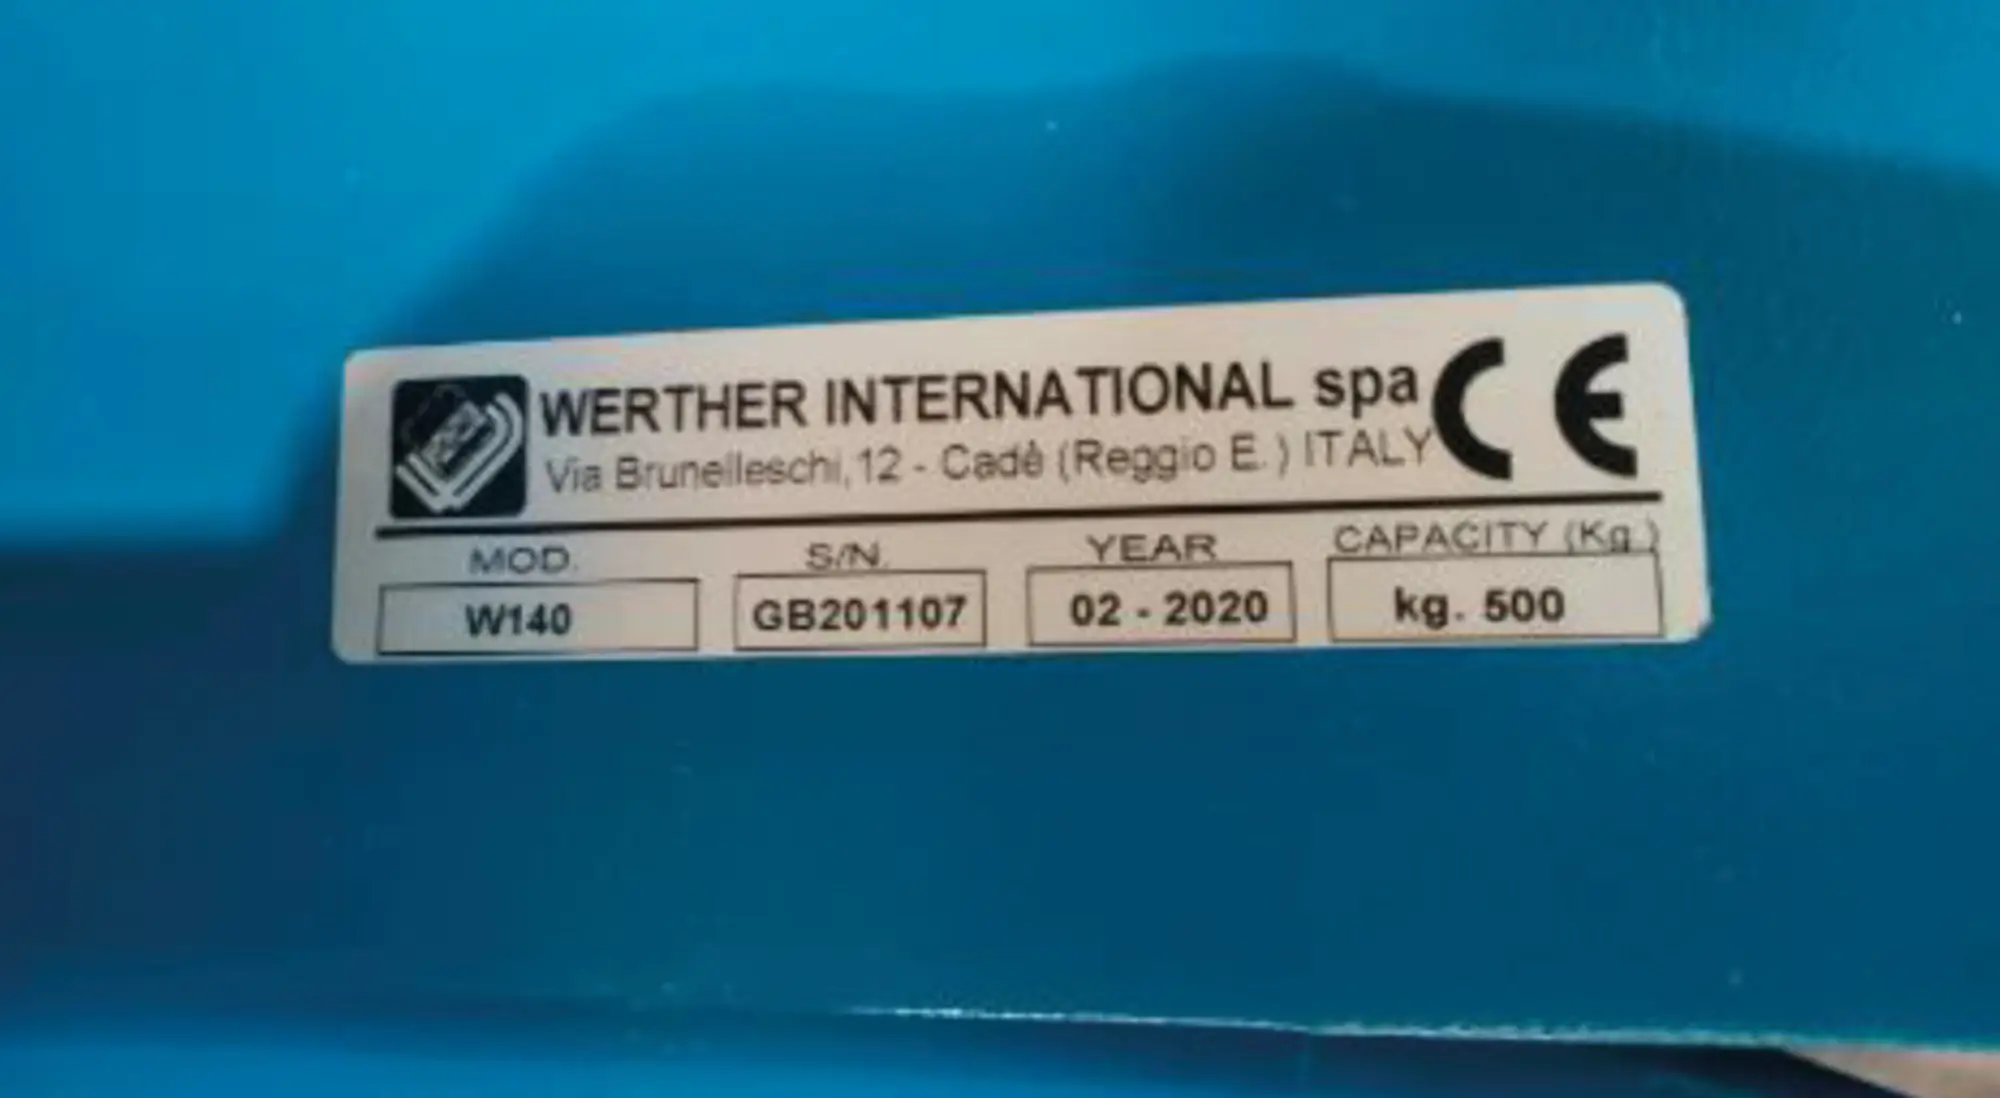 WERTHER INTERNATIONAL spa
Via Brunelleschi, 12 - Cadè (Reggio E.) ITALY
CE
MOD. S/N. YEAR CAPACITY (Kg.)
W140 GB201107 02 - 2020 kg. 500